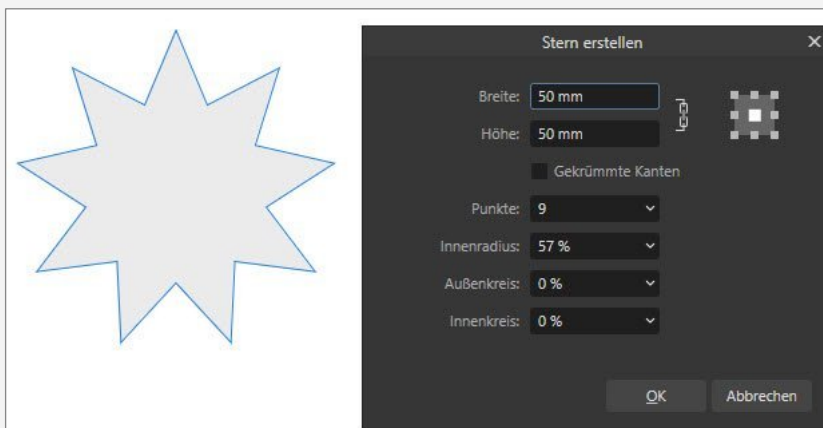 Stern erstellen
Breite: 50 mm
Höhe: 50 mm
Gekrümmte Kanten
Punkte: 9
Innenradius: 57 %
Außenkreis: 0 %
Innenkreis: 0 %
OK Abbrechen